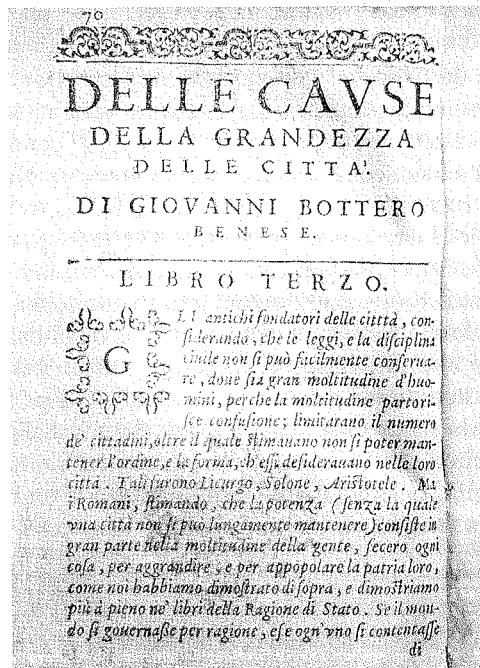 70
DELLE CAVSE
DELLA GRANDEZZA
DELLE CITTA'.
DI GIOVANNI BOTTERO
BENESE.
LIBRO TERZO.
GLI antichi fondatori delle citttà, con-
siderando, che le leggi, e la disciplina
ciuile non si può facilmente conserua-
re, doue sia gran moltitudine d'huo-
mini, perche la moltitudine partori-
sce confusione; limitarano il numero
de' cittadini, oltre il quale stimauano non si poter man-
tener l'ordine, e la forma, ch'essi desiderauano nelle loro
città. Tali furono Licurgo, Solone, Aristotele. Ma
i Romani, stimando, che la potenza (senza la quale
vna città non si può lungamente mantenere) consiste in
gran parte nella moltitudine della gente, fecero ogni
cosa, per aggrandire, e per appopolare la patria loro,
come noi habbiamo dimostrato di sopra, e dimostriamo
più a pieno ne' libri della Ragione di Stato. Se il mon-
do si gouernasse per ragione, e se ogn'vno si contentasse
di